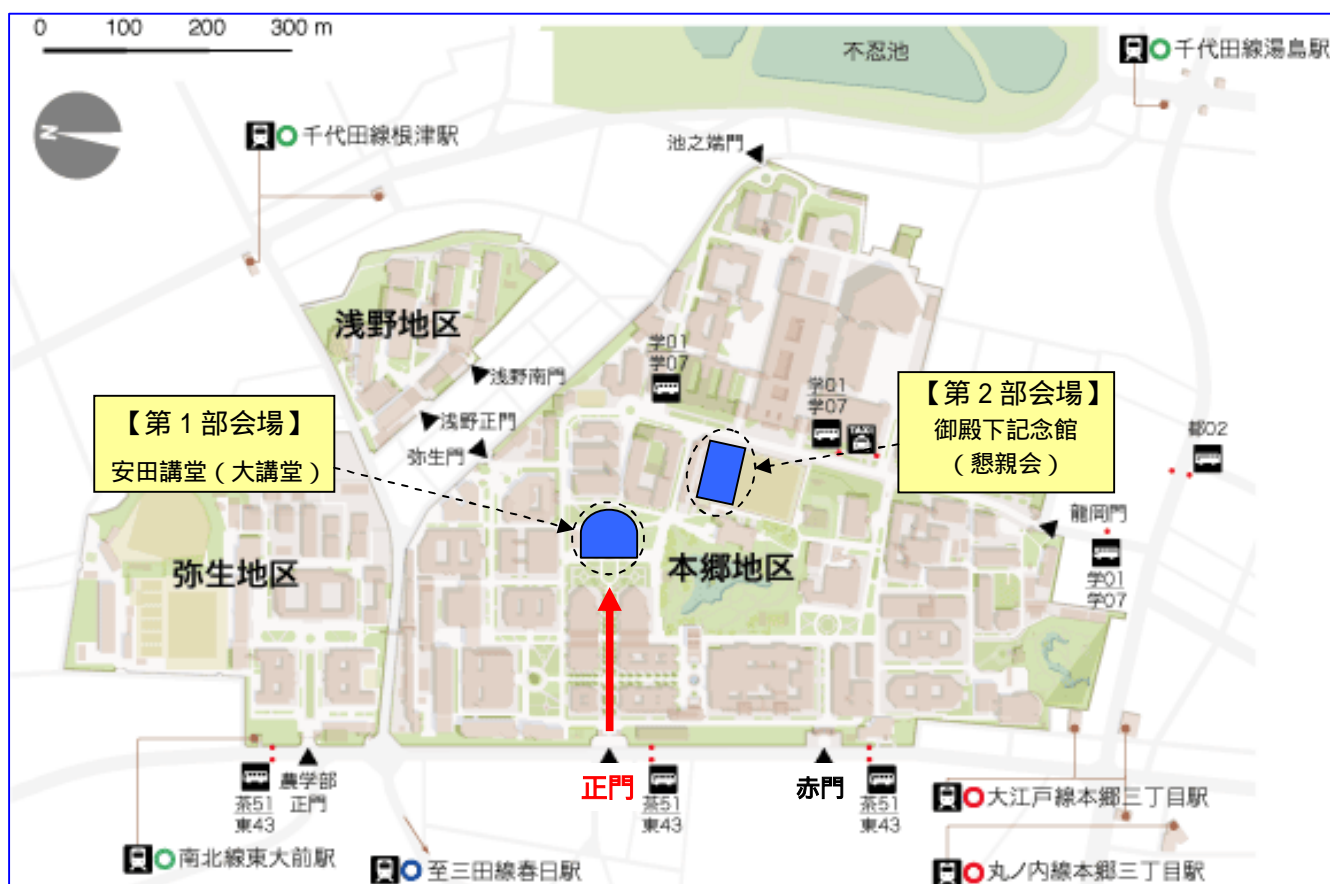 0 100 200 300 m
不忍池
千代田線湯島駅
N
千代田線根津駅
池之端門
浅野地区
学01
学07
浅野南門
学01
学07
TAXI
【第２部会場】
御殿下記念館
（懇親会）
【第１部会場】
安田講堂（大講堂）
浅野正門
弥生門
都02
龍岡門
弥生地区
本郷地区
学01
学07
農学部
正門
茶51
東43
正門
茶51
東43
赤門
茶51
東43
大江戸線本郷三丁目駅
南北線東大前駅
至三田線春日駅
丸ノ内線本郷三丁目駅